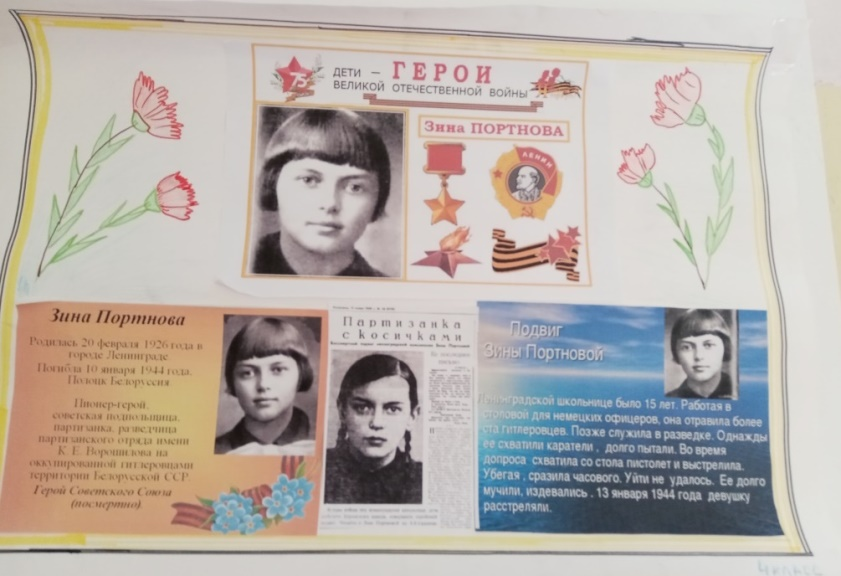 75
ДЕТИ – ГЕРОИ
ВЕЛИКОЙ ОТЕЧЕСТВЕННОЙ ВОЙНЫ
Зина ПОРТНОВА
ЛЕНИН
Зина Портнова
Родилась 20 февраля 1926 года в
городе Ленинграде.
Погибла 10 января 1944 года.
Полоцк Белоруссия
Пионер-герой,
советская подпольщица,
партизанка, разведчица
партизанского отряда имени
К. Е. Ворошилова на
оккупированной гитлеровцами
территории Белорусской ССР.
Герой Советского Союза
(посмертно)
Партизанка
с косичками
Подвиг
Зины Портновой
Ленинградской школьнице было 15 лет. Работая в
столовой для немецких офицеров, она отравила более
ста гитлеровцев. Позже служила в разведке. Однажды
ее схватили каратели , долго пытали. Во время
допроса схватила со стола пистолет и выстрелила.
Убегая , сразила часового. Уйти не удалось. Ее долго
мучили, издевались . 13 января 1944 года девушку
расстреляли.
4 класс